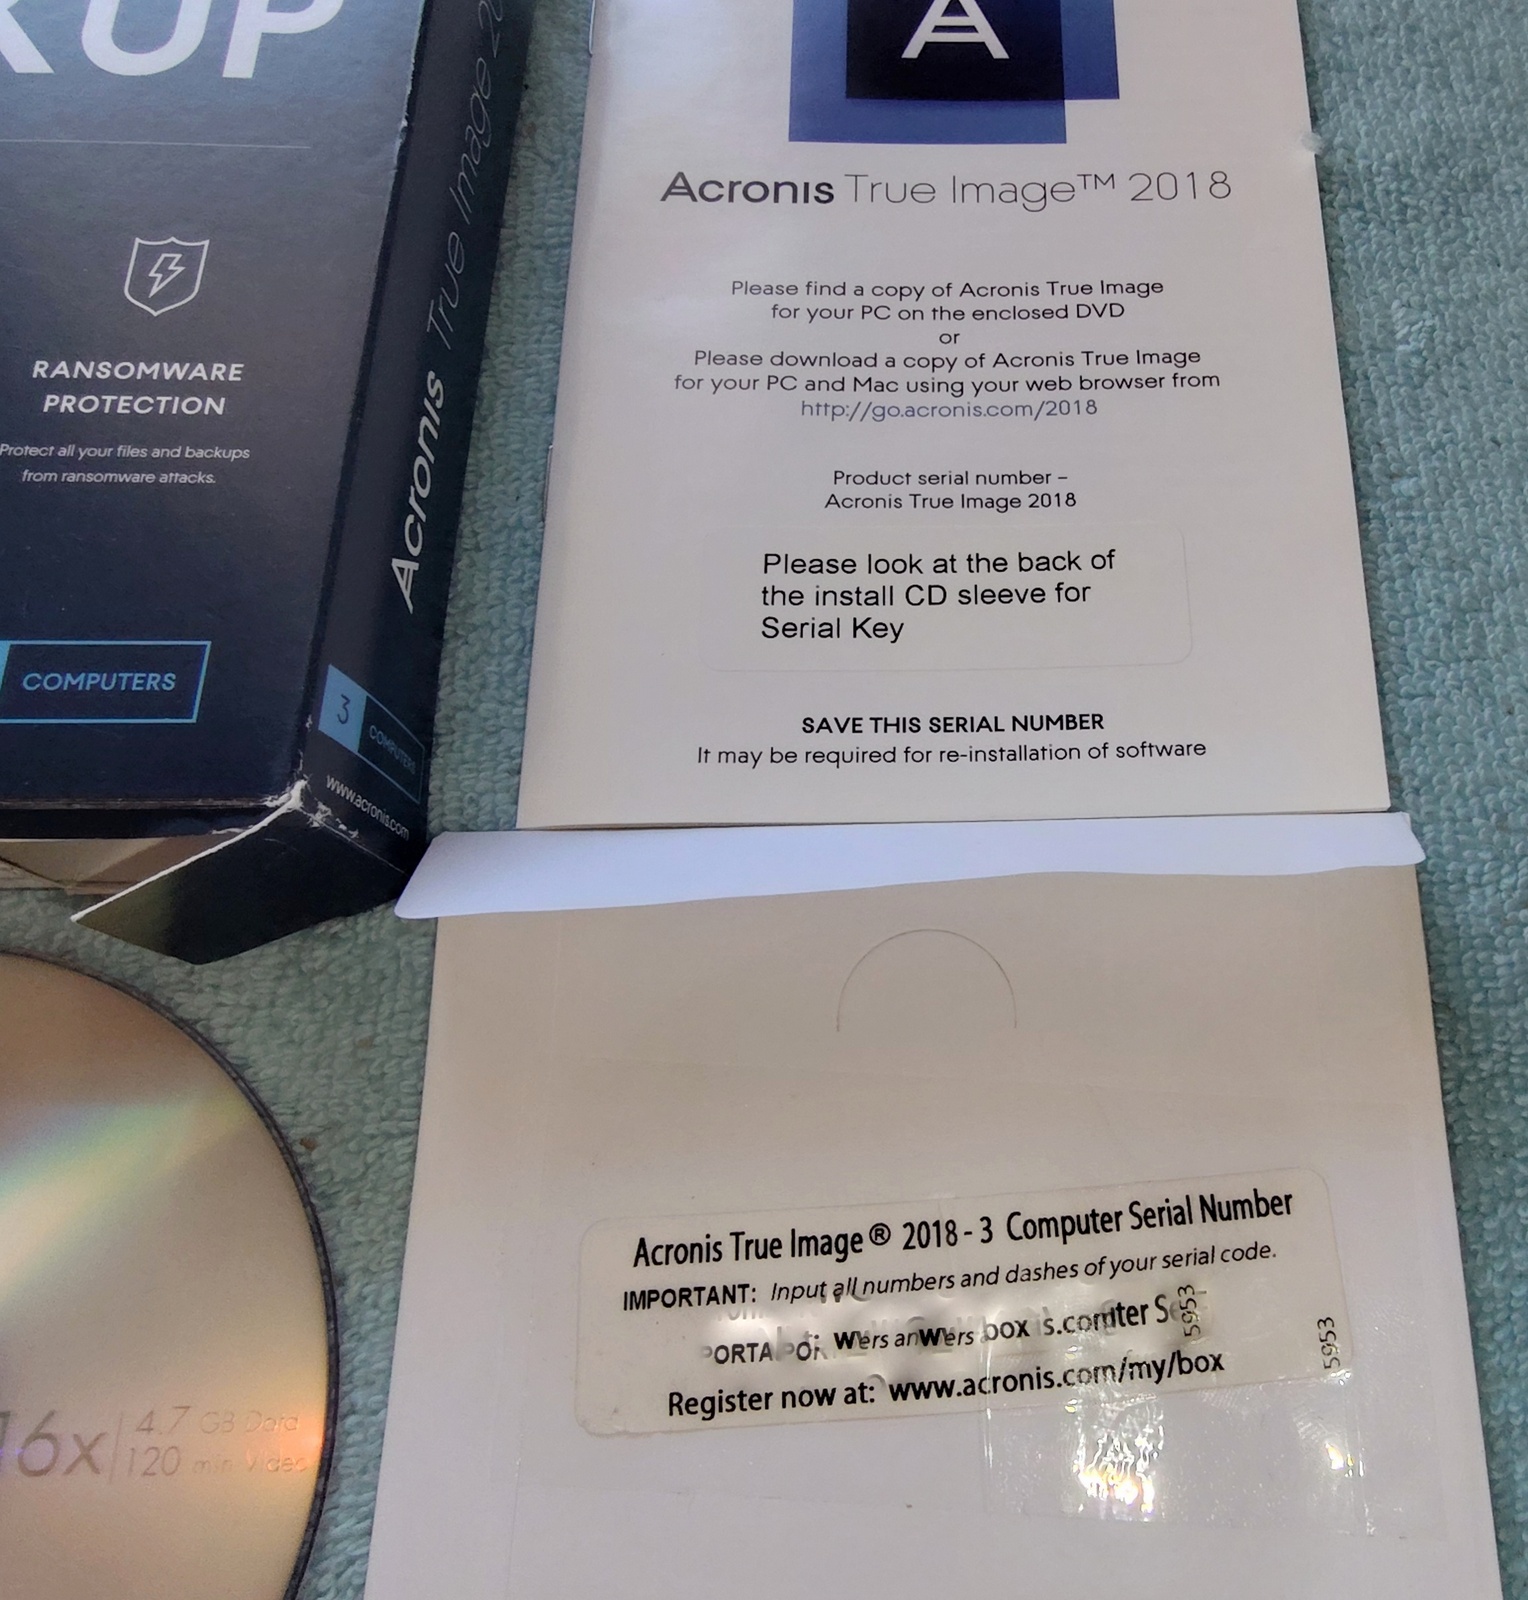 KUP
RANSOMWARE
PROTECTION
Protect all your files and backups
from ransomware attacks.
COMPUTERS
Acronis True Image 20
3
COMPUTERS
www.acronis.com
A
Acronis True Image™ 2018
Please find a copy of Acronis True Image
for your PC on the enclosed DVD
or
Please download a copy of Acronis True Image
for your PC and Mac using your web browser from
http://go.acronis.com/2018
Product serial number –
Acronis True Image 2018
Please look at the back of
the install CD sleeve for
Serial Key
SAVE THIS SERIAL NUMBER
It may be required for re-installation of software
16x
4.7 GB Data
120 min Video
Acronis True Image® 2018 - 3 Computer Serial Number
IMPORTANT: Input all numbers and dashes of your serial code.
box is.com
5953
5953
Register now at: www.acronis.com/my/box